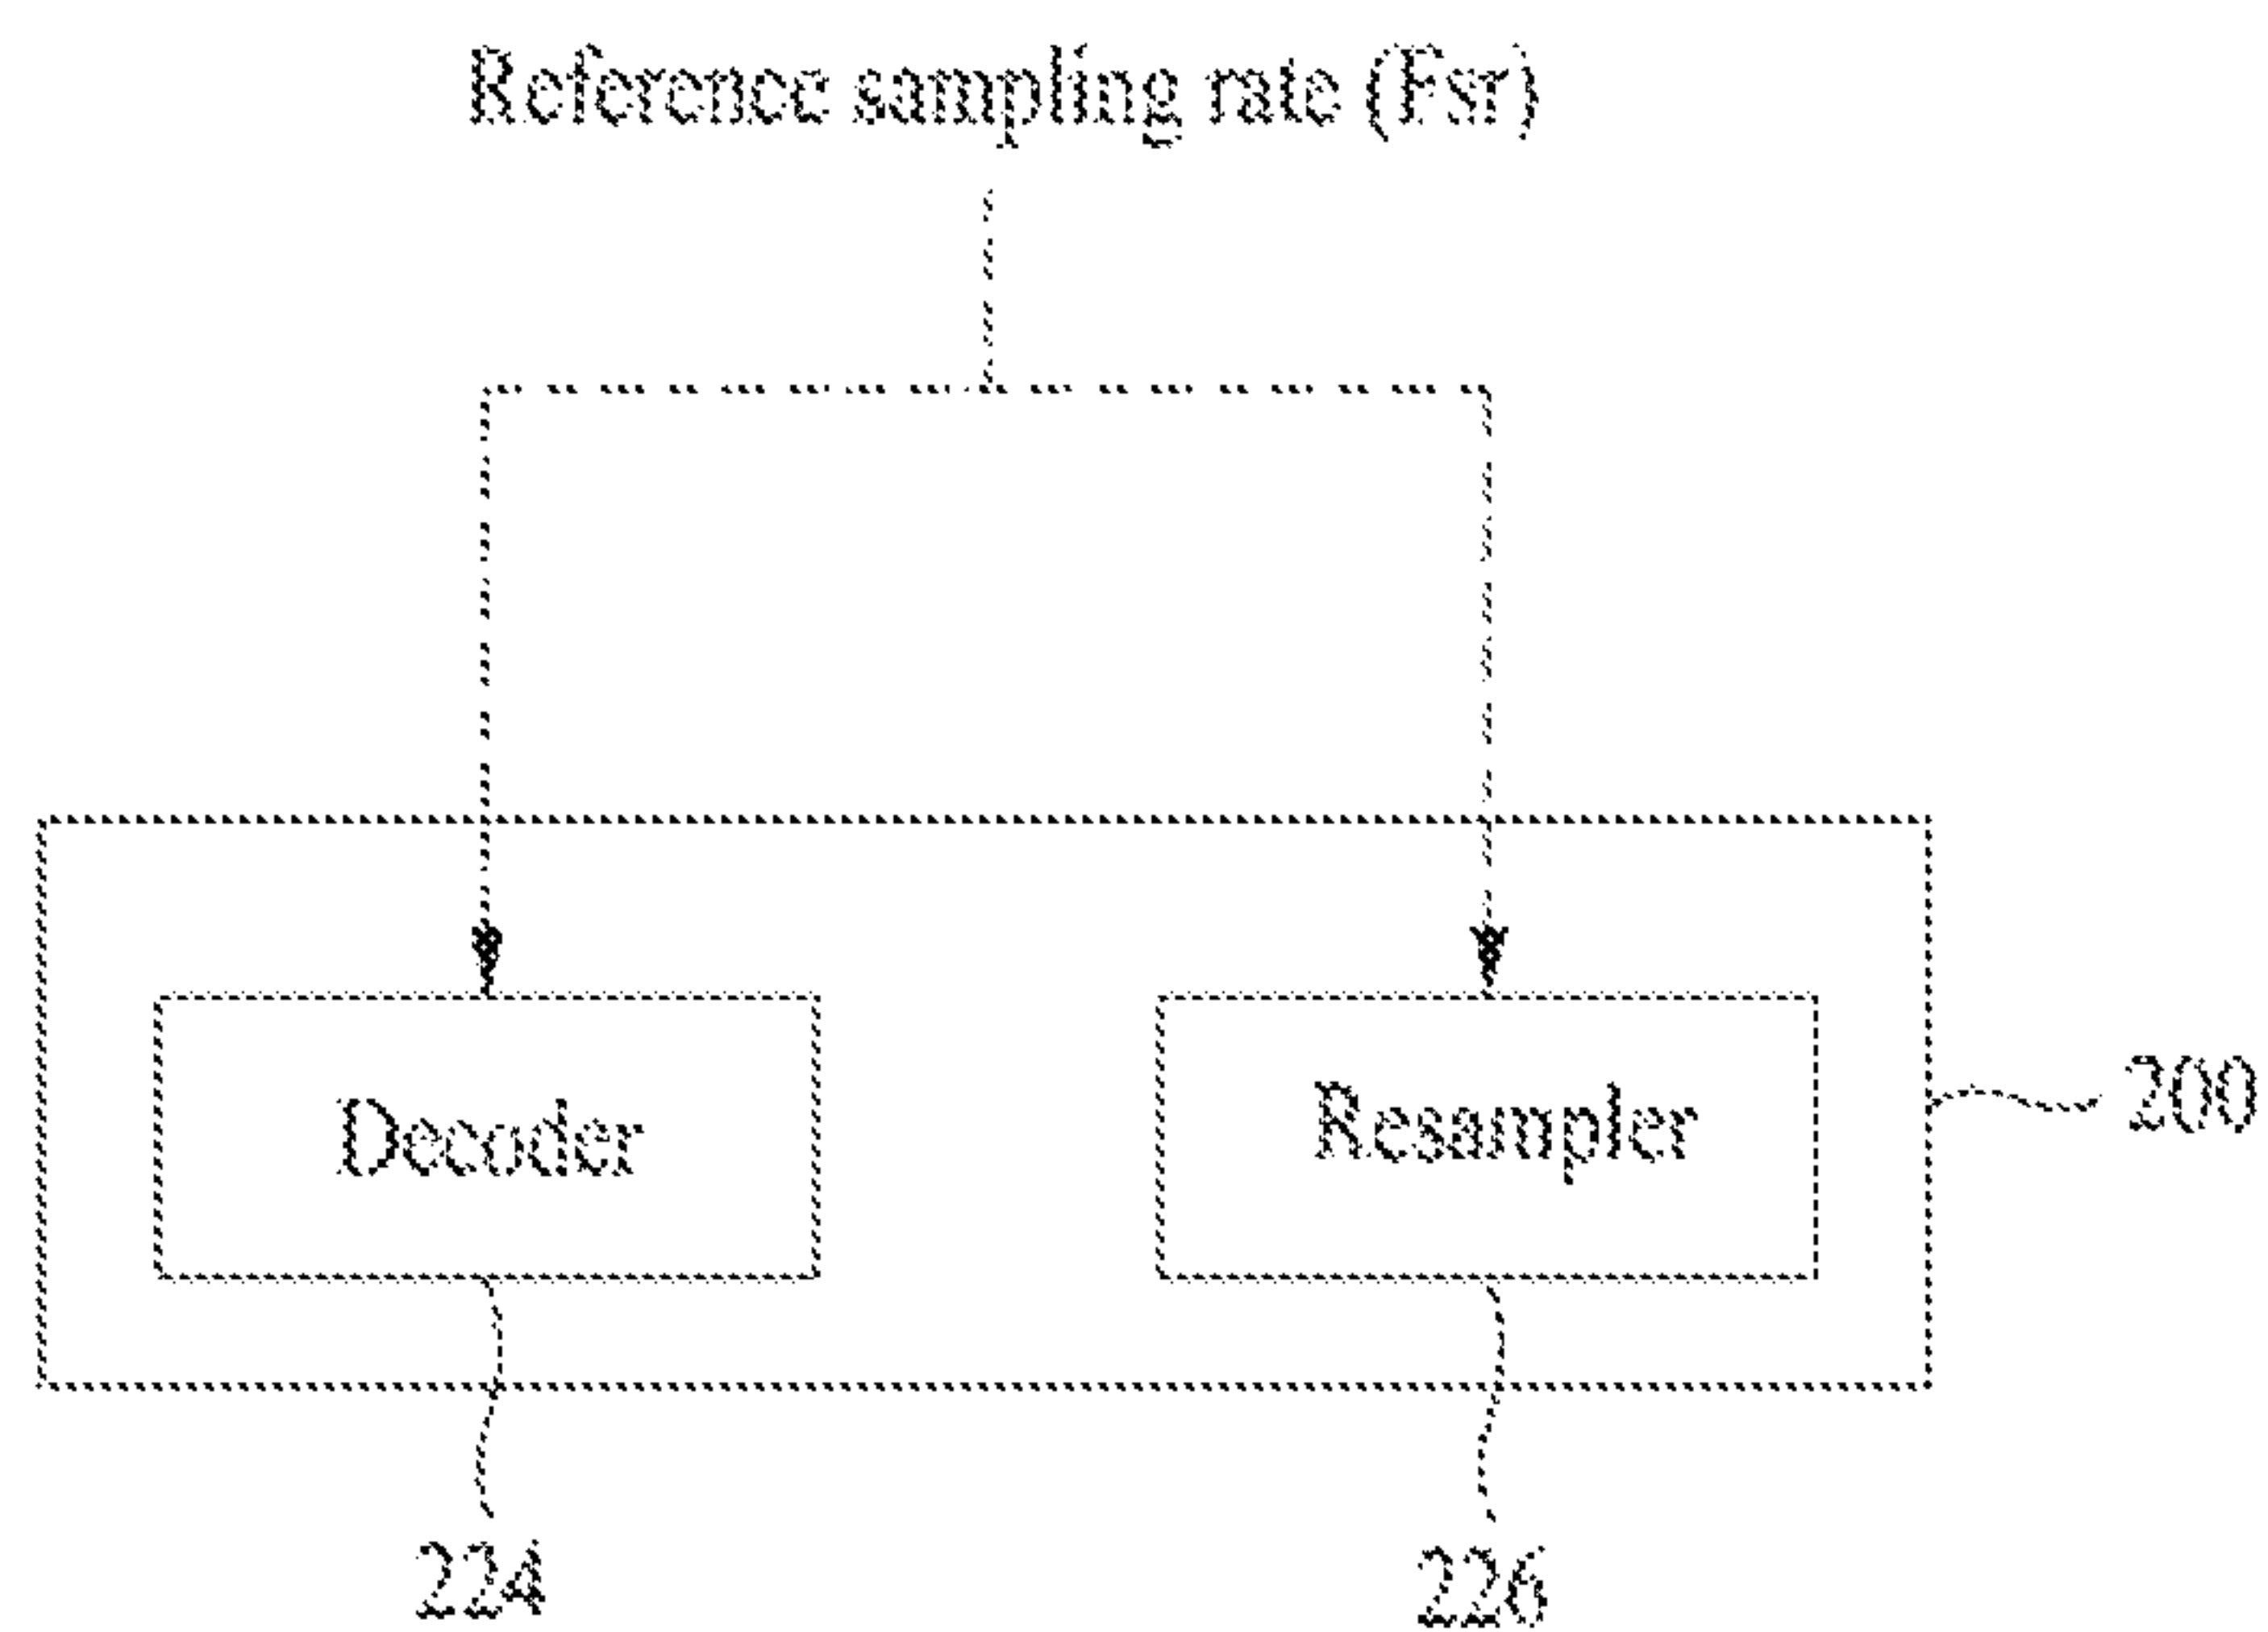 Reference sampling rate (Fsr)
Decoder
Resampler
200
224
226